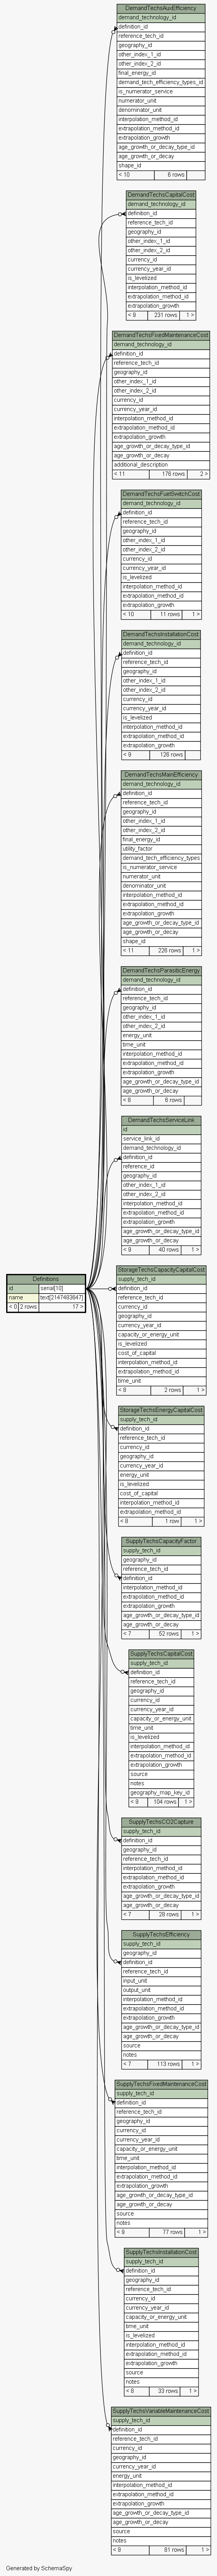 DemandTechsAuxEfficiency
demand_technology_id
definition_id
reference_tech_id
geography_id
other_index_1_id
other_index_2_id
final_energy_id
demand_tech_efficiency_types_id
is_numerator_service
numerator_unit
denominator_unit
interpolation_method_id
extrapolation_method_id
extrapolation_growth
age_growth_or_decay_type_id
age_growth_or_decay
shape_id
< 10 6 rows
DemandTechsCapitalCost
demand_technology_id
definition_id
reference_tech_id
geography_id
other_index_1_id
other_index_2_id
currency_id
currency_year_id
is_levelized
interpolation_method_id
extrapolation_method_id
extrapolation_growth
< 9 231 rows 1 >
DemandTechsFixedMaintenanceCost
demand_technology_id
definition_id
reference_tech_id
geography_id
other_index_1_id
other_index_2_id
currency_id
currency_year_id
interpolation_method_id
extrapolation_method_id
extrapolation_growth
age_growth_or_decay_type_id
age_growth_or_decay
additional_description
< 11 176 rows 2 >
DemandTechsFuelSwitchCost
demand_technology_id
definition_id
reference_tech_id
geography_id
other_index_1_id
other_index_2_id
currency_id
currency_year_id
is_levelized
interpolation_method_id
extrapolation_method_id
extrapolation_growth
< 10 11 rows 1 >
DemandTechsInstallationCost
demand_technology_id
definition_id
reference_tech_id
geography_id
other_index_1_id
other_index_2_id
currency_id
currency_year_id
is_levelized
interpolation_method_id
extrapolation_method_id
extrapolation_growth
< 9 128 rows
DemandTechsMainEfficiency
demand_technology_id
definition_id
reference_tech_id
geography_id
other_index_1_id
other_index_2_id
final_energy_id
utility_factor
demand_tech_efficiency_types
is_numerator_service
numerator_unit
denominator_unit
interpolation_method_id
extrapolation_method_id
extrapolation_growth
age_growth_or_decay_type_id
age_growth_or_decay
shape_id
< 11 226 rows 1 >
DemandTechsParasiticEnergy
demand_technology_id
definition_id
reference_tech_id
geography_id
other_index_1_id
other_index_2_id
energy_unit
time_unit
interpolation_method_id
extrapolation_method_id
extrapolation_growth
age_growth_or_decay_type_id
age_growth_or_decay
< 8 6 rows
DemandTechsServiceLink
id
service_link_id
demand_technology_id
definition_id
reference_id
geography_id
other_index_1_id
other_index_2_id
interpolation_method_id
extrapolation_method_id
extrapolation_growth
age_growth_or_decay_type_id
age_growth_or_decay
< 9 40 rows 1 >
Definitions
id serial[10]
name text[2147483647]
< 0 2 rows 17 >
StorageTechsCapacityCapitalCost
supply_tech_id
definition_id
reference_tech_id
currency_id
geography_id
currency_year_id
capacity_or_energy_unit
is_levelized
cost_of_capital
interpolation_method_id
extrapolation_method_id
time_unit
< 8 2 rows 1 >
StorageTechsEnergyCapitalCost
supply_tech_id
definition_id
reference_tech_id
currency_id
geography_id
currency_year_id
energy_unit
is_levelized
cost_of_capital
interpolation_method_id
extrapolation_method_id
< 8 1 row 1 >
SupplyTechsCapacityFactor
supply_tech_id
geography_id
reference_tech_id
definition_id
interpolation_method_id
extrapolation_method_id
extrapolation_growth
age_growth_or_decay_type_id
age_growth_or_decay
< 7 52 rows 1 >
SupplyTechsCapitalCost
supply_tech_id
definition_id
reference_tech_id
geography_id
currency_id
currency_year_id
capacity_or_energy_unit
time_unit
is_levelized
interpolation_method_id
extrapolation_method_id
extrapolation_growth
source
notes
geography_map_key_id
< 9 104 rows 1 >
SupplyTechsCO2Capture
supply_tech_id
definition_id
geography_id
reference_tech_id
interpolation_method_id
extrapolation_method_id
extrapolation_growth
age_growth_or_decay_type_id
age_growth_or_decay
< 7 28 rows 1 >
SupplyTechsEfficiency
supply_tech_id
geography_id
definition_id
reference_tech_id
input_unit
output_unit
interpolation_method_id
extrapolation_method_id
extrapolation_growth
age_growth_or_decay_type_id
age_growth_or_decay
source
notes
< 7 113 rows 1 >
SupplyTechsFixedMaintenanceCost
supply_tech_id
definition_id
reference_tech_id
geography_id
currency_id
currency_year_id
capacity_or_energy_unit
time_unit
interpolation_method_id
extrapolation_method_id
extrapolation_growth
age_growth_or_decay_type_id
age_growth_or_decay
source
notes
< 9 77 rows 1 >
SupplyTechsInstallationCost
supply_tech_id
definition_id
geography_id
reference_tech_id
currency_id
currency_year_id
capacity_or_energy_unit
time_unit
is_levelized
interpolation_method_id
extrapolation_method_id
extrapolation_growth
source
notes
< 8 33 rows 1 >
SupplyTechsVariableMaintenanceCost
supply_tech_id
definition_id
reference_tech_id
currency_id
geography_id
currency_year_id
energy_unit
interpolation_method_id
extrapolation_method_id
extrapolation_growth
age_growth_or_decay_type_id
age_growth_or_decay
source
notes
< 8 81 rows 1 >
Generated by SchemaSpy